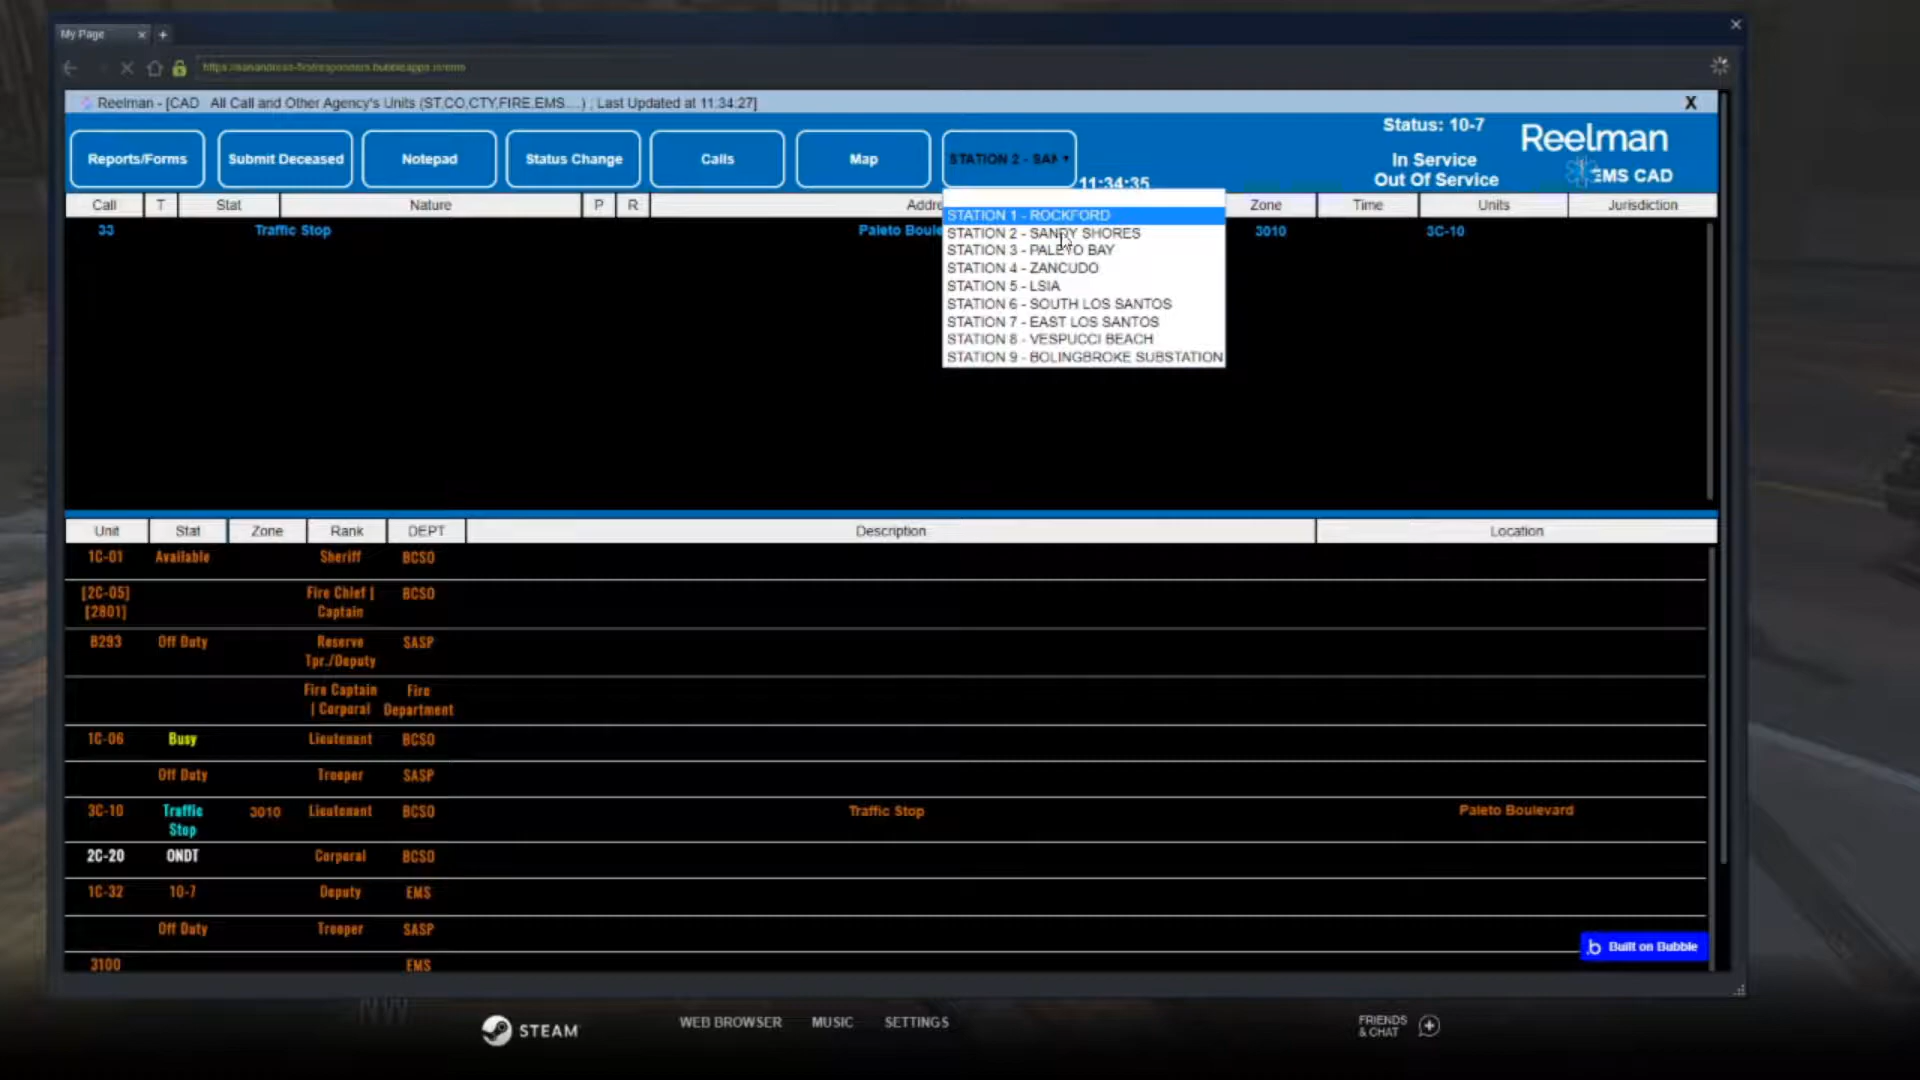 My Page
Reelman - [CAD All Call and Other Agency's Units (ST,CO,CTY,FIRE,EMS....) ; Last Updated at 11:34:27]
X
Reports/Forms
Submit Deceased
Notepad
Status Change
Calls
Map
STATION 2 - SAN
11:34:35
Status: 10-7
In Service
Out Of Service
Reelman
EMS CAD
Call T Stat Nature P R Addre Zone Time Units Jurisdiction
33 Traffic Stop Paleto Boule 3010 3C-10
STATION 1 - ROCKFORD
STATION 2 - SANDY SHORES
STATION 3 - PALETO BAY
STATION 4 - ZANCUDO
STATION 5 - LSIA
STATION 6 - SOUTH LOS SANTOS
STATION 7 - EAST LOS SANTOS
STATION 8 - VESPUCCI BEACH
STATION 9 - BOLINGBROKE SUBSTATION
Unit Stat Zone Rank DEPT Description Location
1C-01 Available Sheriff BCSO
[2C-05] Fire Chief | BCSO
[2801] Captain
B293 Off Duty Reserve SASP
Tpr./Deputy
Fire Captain Fire
| Corporal Department
1C-06 Busy Lieutenant BCSO
Off Duty Trooper SASP
3C-10 Traffic 3010 Lieutenant BCSO Traffic Stop Paleto Boulevard
Stop
2C-20 ONDT Corporal BCSO
1C-32 10-7 Deputy EMS
Off Duty Trooper SASP
3100 EMS
Built on Bubble
STEAM
WEB BROWSER MUSIC SETTINGS
FRIENDS
& CHAT